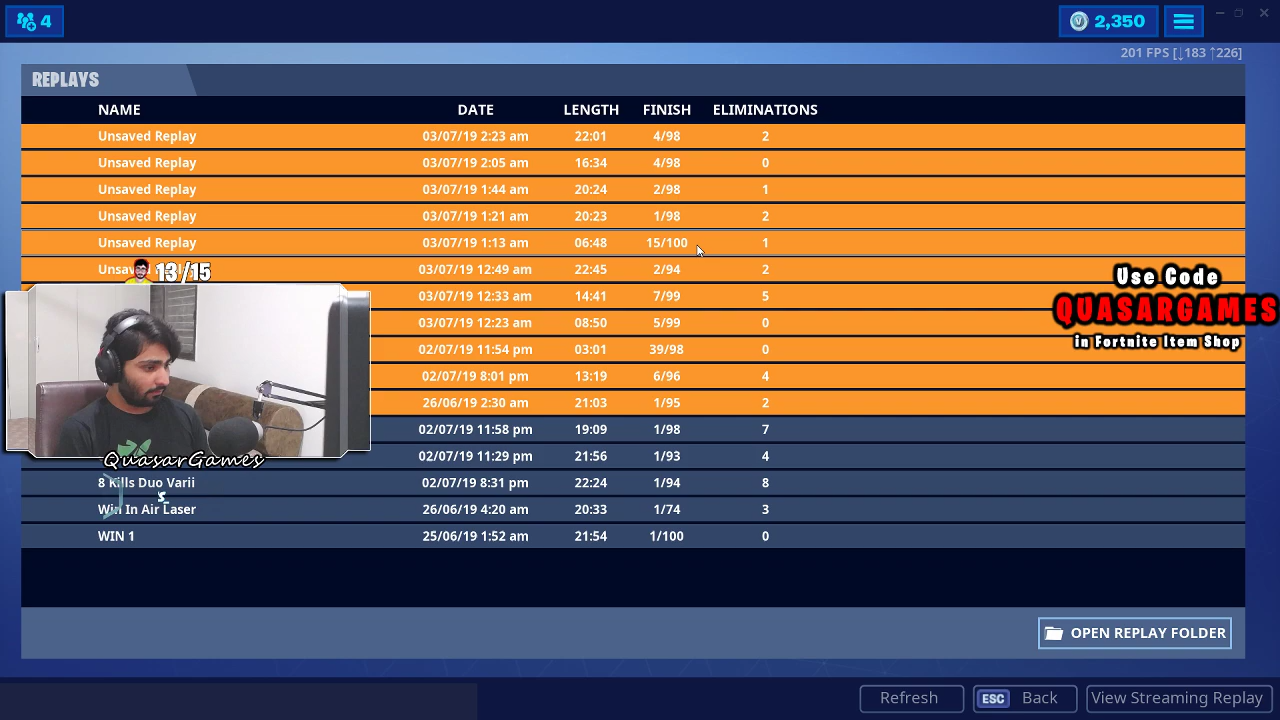 4
2,350
201 FPS [↓183 ↑226]
REPLAYS
NAME DATE LENGTH FINISH ELIMINATIONS
Unsaved Replay 03/07/19 2:23 am 22:01 4/98 2
Unsaved Replay 03/07/19 2:05 am 16:34 4/98 0
Unsaved Replay 03/07/19 1:44 am 20:24 2/98 1
Unsaved Replay 03/07/19 1:21 am 20:23 1/98 2
Unsaved Replay 03/07/19 1:13 am 06:48 15/100 1
03/07/19 12:49 am 22:45 2/94 2
13/15
03/07/19 12:33 am 14:41 7/99 5
03/07/19 12:23 am 08:50 5/99 0
02/07/19 11:54 pm 03:01 39/98 0
02/07/19 8:01 pm 13:19 6/96 4
26/06/19 2:30 am 21:03 1/95 2
02/07/19 11:58 pm 19:09 1/98 7
02/07/19 11:29 pm 21:56 1/93 4
8 Kills Duo Varii 02/07/19 8:31 pm 22:24 1/94 8
Win In Air Laser 26/06/19 4:20 am 20:33 1/74 3
WIN 1 25/06/19 1:52 am 21:54 1/100 0
Use Code
QUASARGAMES
in Fortnite Item Shop
QuasarGames
OPEN REPLAY FOLDER
Refresh
ESC Back
View Streaming Replay